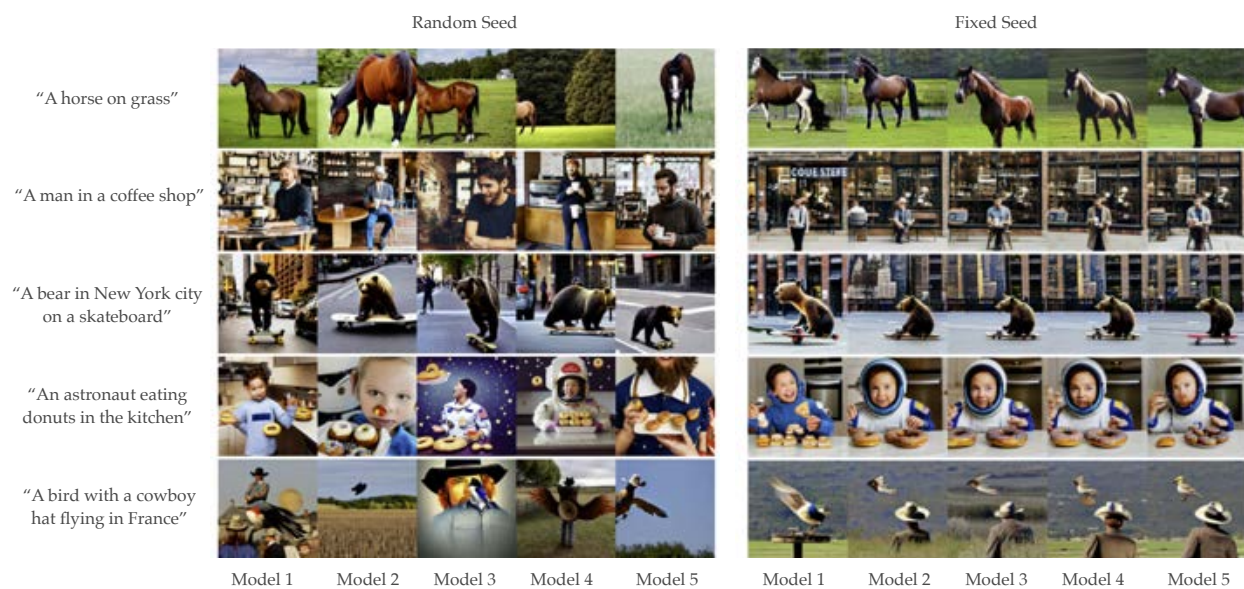 Random Seed
Fixed Seed
“A horse on grass”
“A man in a coffee shop”
“A bear in New York city
on a skateboard”
“An astronaut eating
donuts in the kitchen”
“A bird with a cowboy
hat flying in France”
Model 1
Model 2
Model 3
Model 4
Model 5
Model 1
Model 2
Model 3
Model 4
Model 5